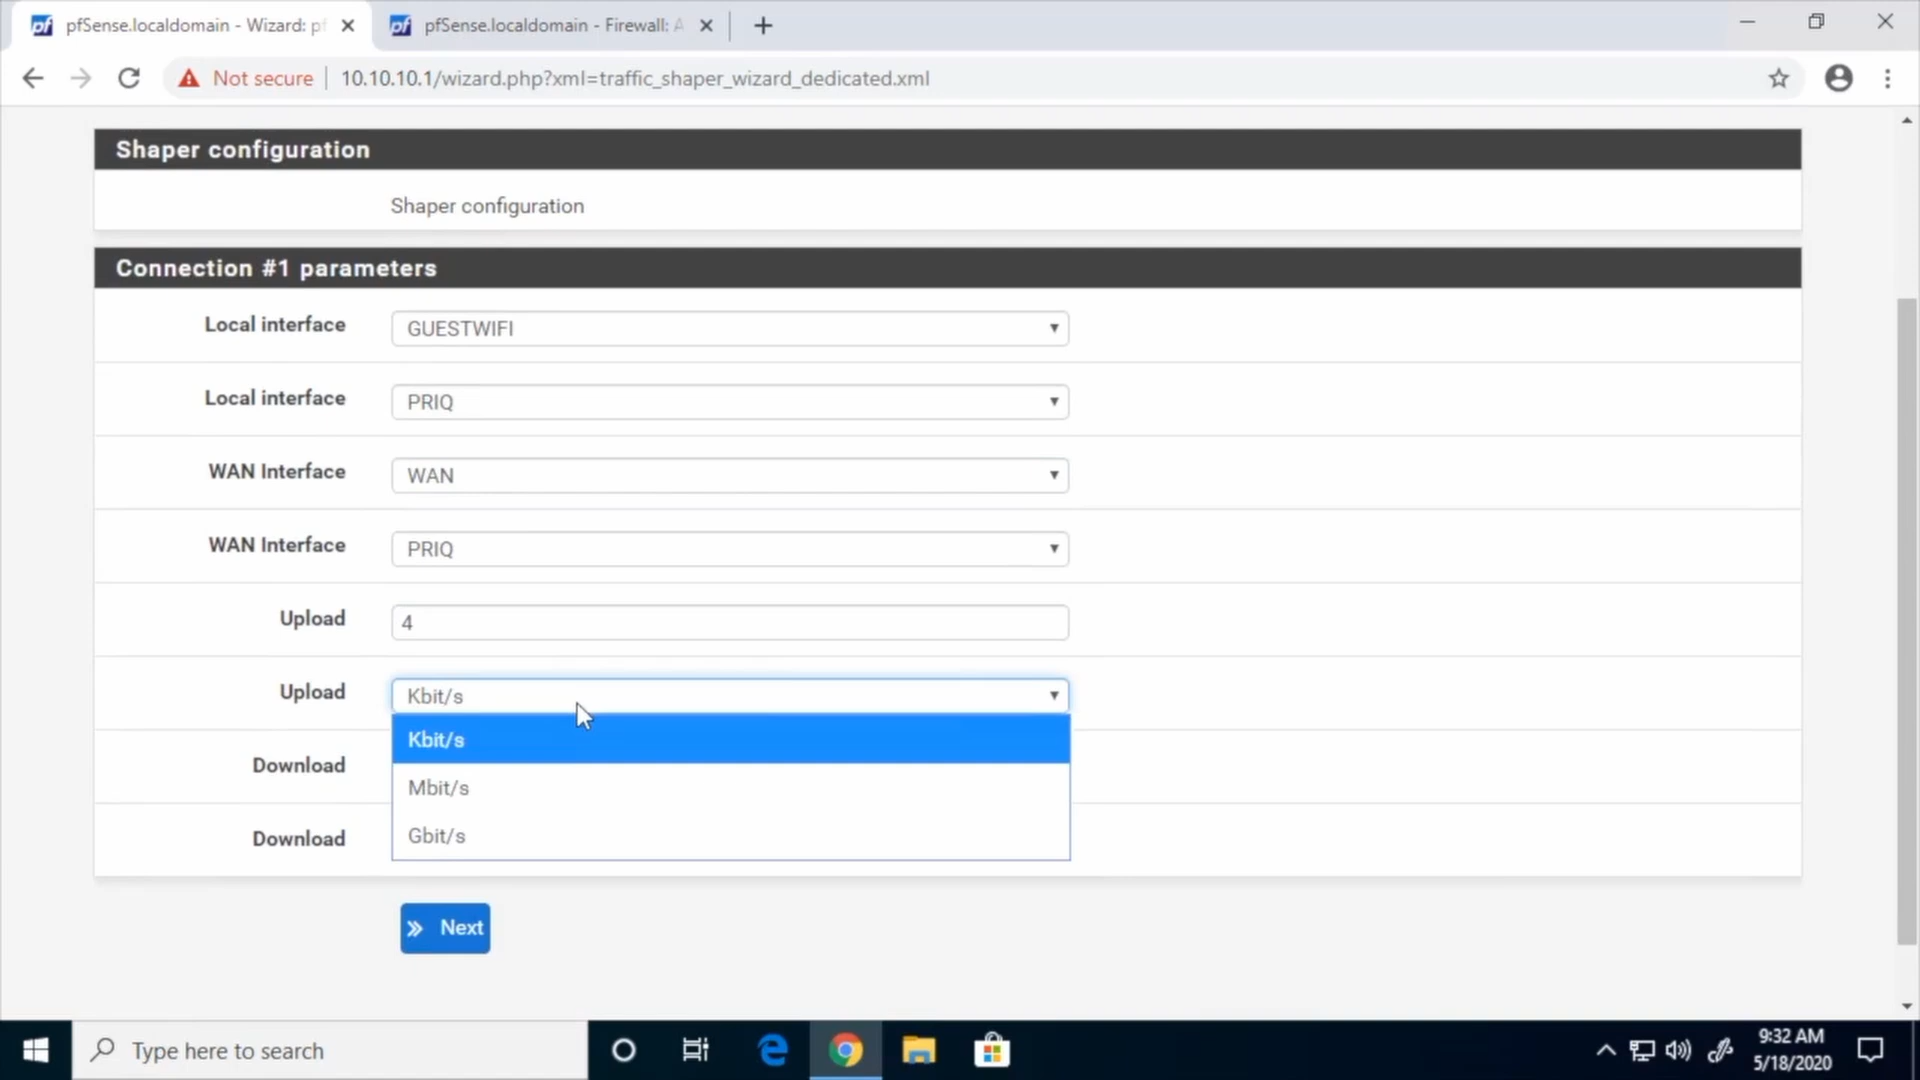 pfSense.localdomain - Wizard: pf
pfSense.localdomain - Firewall: A
Not secure
10.10.10.1/wizard.php?xml=traffic_shaper_wizard_dedicated.xml
Shaper configuration
Shaper configuration
Connection #1 parameters
Local interface
GUESTWIFI
Local interface
PRIQ
WAN Interface
WAN
WAN Interface
PRIQ
Upload
4
Upload
Kbit/s
Kbit/s
Download
Mbit/s
Gbit/s
Download
Next
Type here to search
9:32 AM
5/18/2020